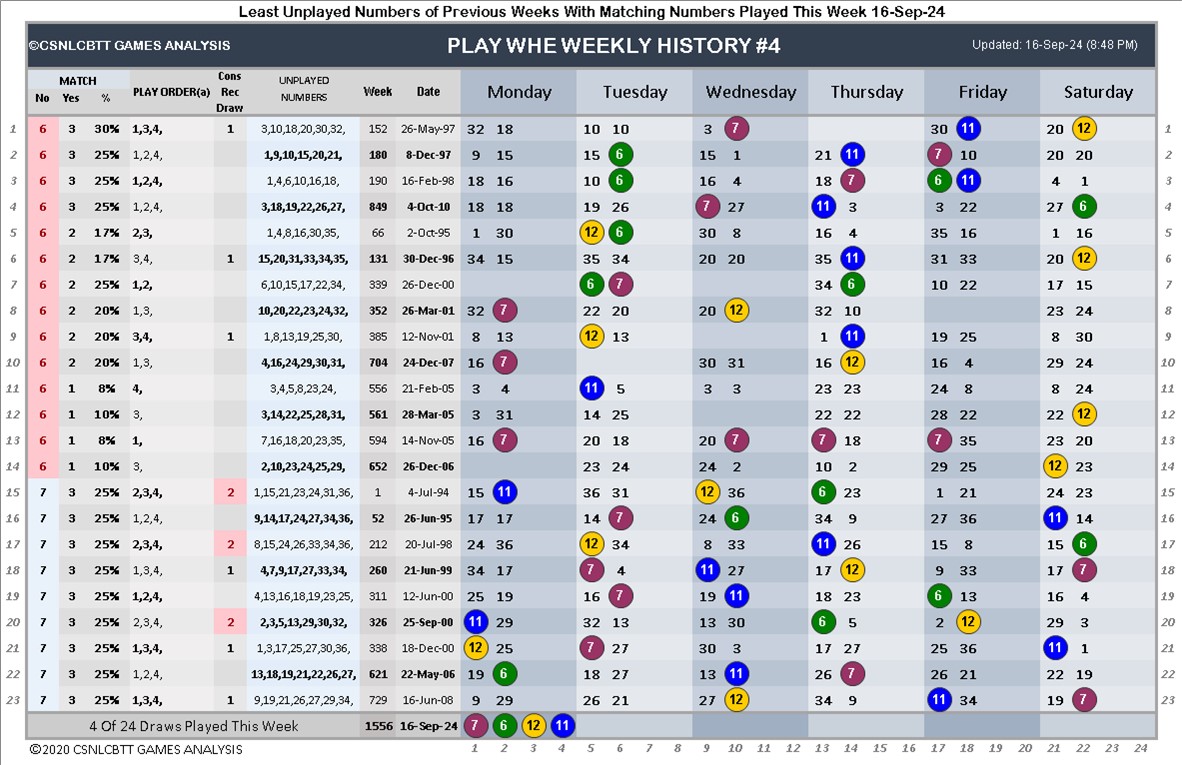 Least Unplayed Numbers of Previous Weeks With Matching Numbers Played This Week 16-Sep-24
©CSNLCBTT GAMES ANALYSIS PLAY WHE WEEKLY HISTORY #4 Updated: 16-Sep-24 (8:48 PM)
MATCH No Yes % PLAY ORDER(a) Cons Rec Draw UNPLAYED NUMBERS Week Date Monday Tuesday Wednesday Thursday Friday Saturday
1 6 3 30% 1,3,4, 1 3,10,18,20,30,32, 152 26-May-97 32 18 10 10 3 7 30 11 20 12 1
2 6 3 25% 1,2,4, 1,9,10,15,20,21, 180 8-Dec-97 9 15 15 6 15 1 21 11 7 10 20 20 2
3 6 3 25% 1,2,4, 1,4,6,10,16,18, 190 16-Feb-98 18 16 10 6 16 4 18 7 6 11 4 1 3
4 6 3 25% 1,2,4, 3,18,19,22,26,27, 849 4-Oct-10 18 18 19 26 7 27 11 3 3 22 27 6 4
5 6 2 17% 2,3, 1,4,8,16,30,35, 66 2-Oct-95 1 30 12 6 30 8 16 4 35 16 1 16 5
6 6 2 17% 3,4, 1 15,20,31,33,34,35, 131 30-Dec-96 34 15 35 34 20 20 35 11 31 33 20 12 6
7 6 2 25% 1,2, 6,10,15,17,22,34, 339 26-Dec-00 6 7 34 6 10 22 17 15 7
8 6 2 20% 1,3, 10,20,22,23,24,32, 352 26-Mar-01 32 7 22 20 20 12 32 10 23 24 8
9 6 2 20% 3,4, 1 1,8,13,19,25,30, 385 12-Nov-01 8 13 12 13 1 11 19 25 8 30 9
10 6 2 20% 1,3, 4,16,24,29,30,31, 704 24-Dec-07 16 7 30 31 16 12 16 4 29 24 10
11 6 1 8% 4, 3,4,5,8,23,24, 556 21-Feb-05 3 4 11 5 3 3 23 23 24 8 8 24 11
12 6 1 10% 3, 3,14,22,25,28,31, 561 28-Mar-05 3 31 14 25 22 22 28 22 22 12 12
13 6 1 8% 1, 7,16,18,20,23,35, 594 14-Nov-05 16 7 20 18 20 7 7 18 7 35 23 20 13
14 6 1 10% 3, 2,10,23,24,25,29, 652 26-Dec-06 23 24 24 2 10 2 29 25 12 23 14
15 7 3 25% 2,3,4, 2 1,15,21,23,24,31,36, 1 4-Jul-94 15 11 36 31 12 36 6 23 1 21 24 23 15
16 7 3 25% 1,2,4, 9,14,17,24,27,34,36, 52 26-Jun-95 17 17 14 7 24 6 34 9 27 36 11 14 16
17 7 3 25% 2,3,4, 2 8,15,24,26,33,34,36, 212 20-Jul-98 24 36 12 34 8 33 11 26 15 8 15 6 17
18 7 3 25% 1,3,4, 1 4,7,9,17,27,33,34, 260 21-Jun-99 34 17 7 4 11 27 17 12 9 33 17 7 18
19 7 3 25% 1,2,4, 4,13,16,18,19,23,25, 311 12-Jun-00 25 19 16 7 19 11 18 23 6 13 16 4 19
20 7 3 25% 2,3,4, 2 2,3,5,13,29,30,32, 326 25-Sep-00 11 29 32 13 13 30 6 5 2 12 29 3 20
21 7 3 25% 1,3,4, 1 1,3,17,25,27,30,36, 338 18-Dec-00 12 25 7 27 30 3 17 27 25 36 11 1 21
22 7 3 25% 1,2,4, 13,18,19,21,22,26,27, 621 22-May-06 19 6 18 27 13 11 26 7 26 21 22 19 22
23 7 3 25% 1,3,4, 1 9,19,21,26,27,29,34, 729 16-Jun-08 9 29 26 21 27 12 34 9 11 34 19 7 23
4 Of 24 Draws Played This Week 1556 16-Sep-24 7 6 12 11
©2020 CSNLCBTT GAMES ANALYSIS 1 2 3 4 5 6 7 8 9 10 11 12 13 14 15 16 17 18 19 20 21 22 23 24